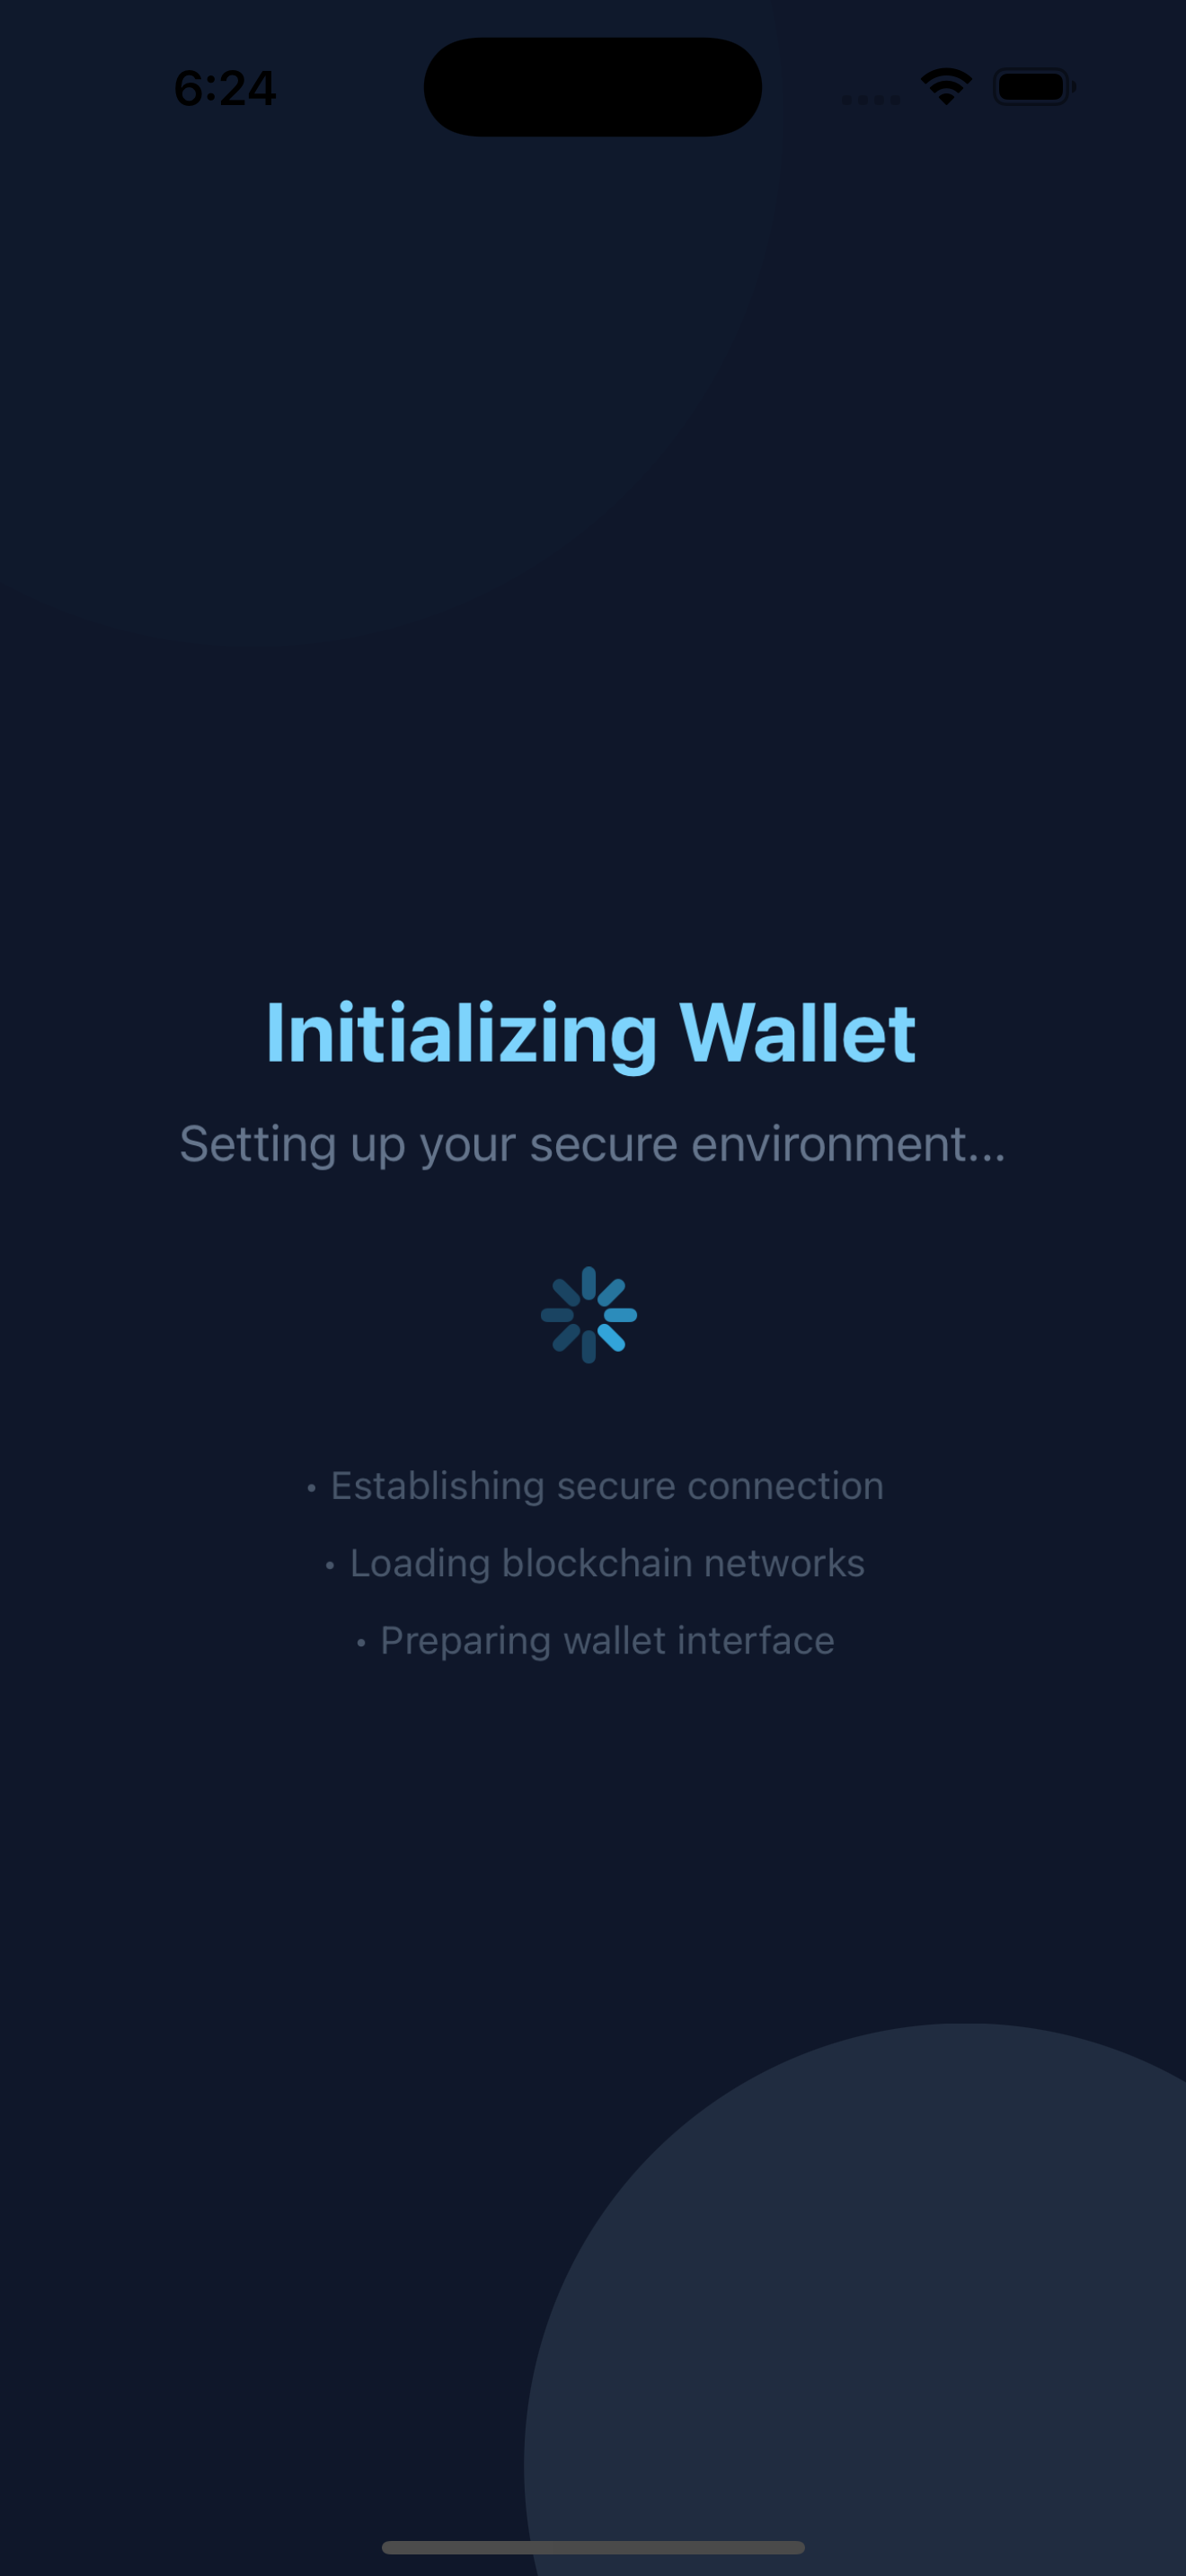 6:24
Initializing Wallet
Setting up your secure environment...
• Establishing secure connection
• Loading blockchain networks
• Preparing wallet interface